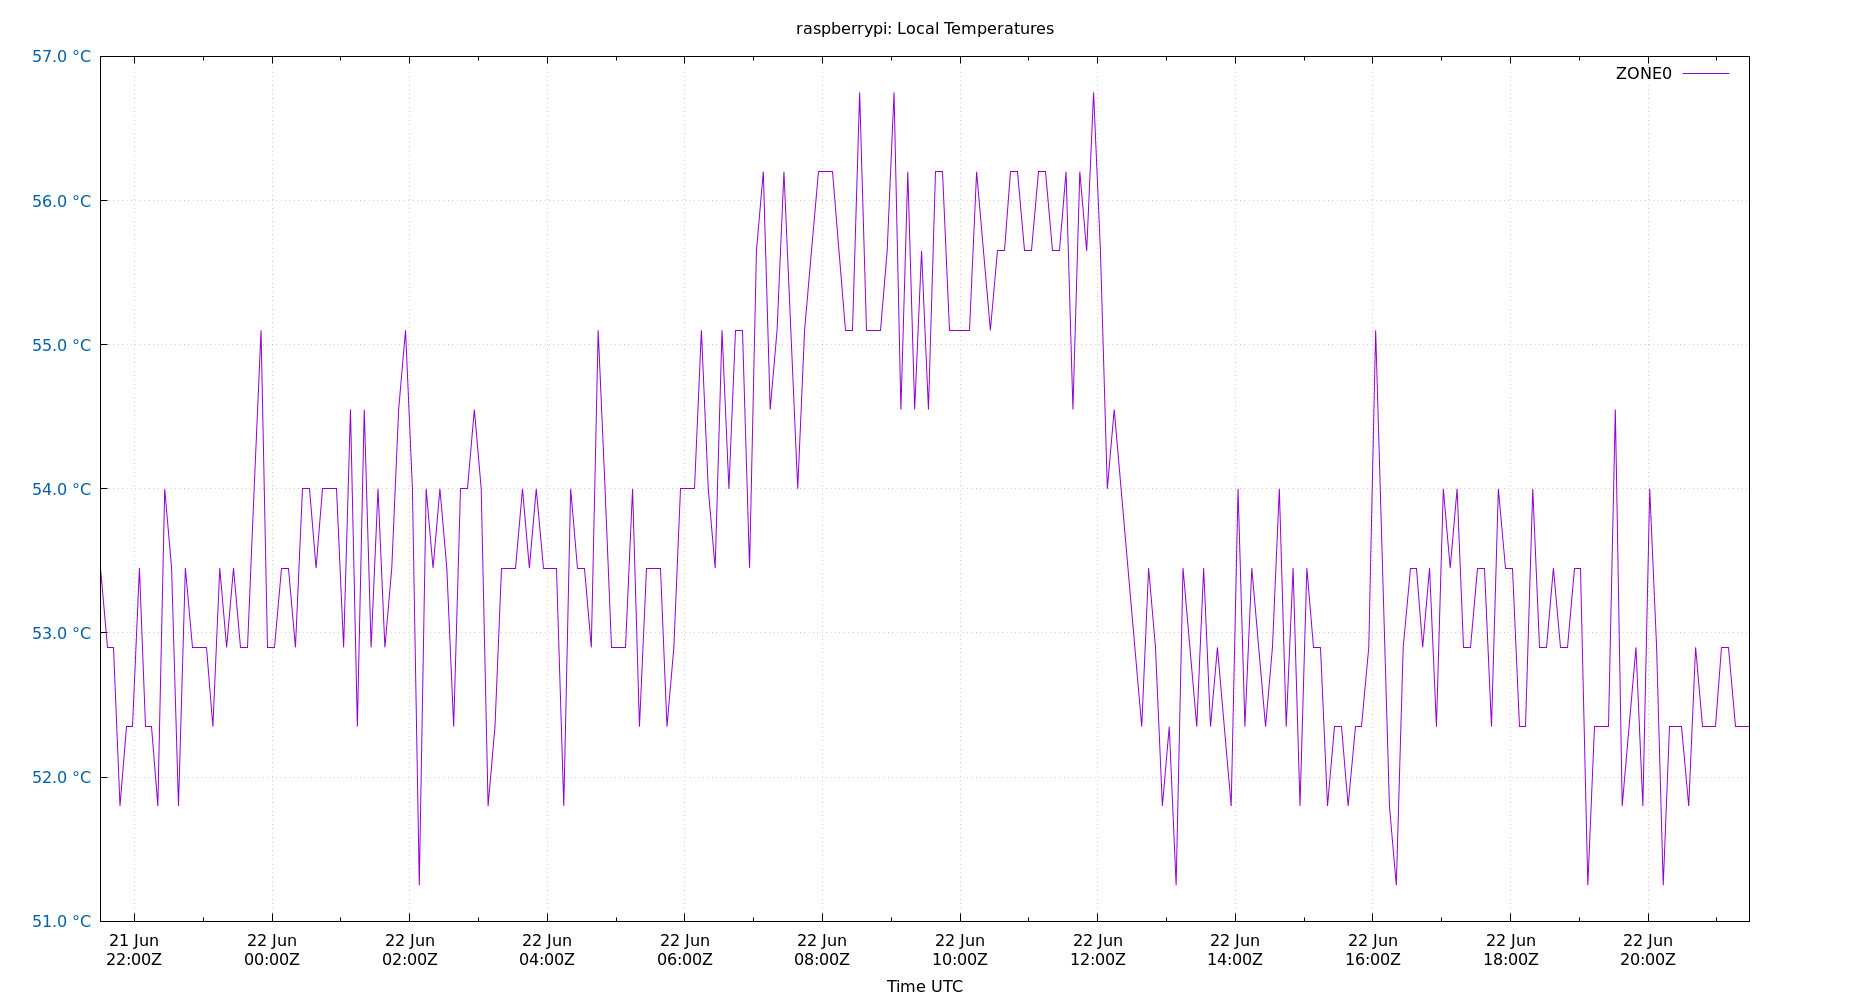 raspberrypi: Local Temperatures
57.0 °C
ZONE0
56.0 °C
55.0 °C
54.0 °C
53.0 °C
52.0 °C
51.0 °C
21 Jun 22 Jun 22 Jun 22 Jun 22 Jun 22 Jun 22 Jun 22 Jun 22 Jun 22 Jun 22 Jun 22 Jun
22:00Z 00:00Z 02:00Z 04:00Z 06:00Z 08:00Z 10:00Z 12:00Z 14:00Z 16:00Z 18:00Z 20:00Z
Time UTC